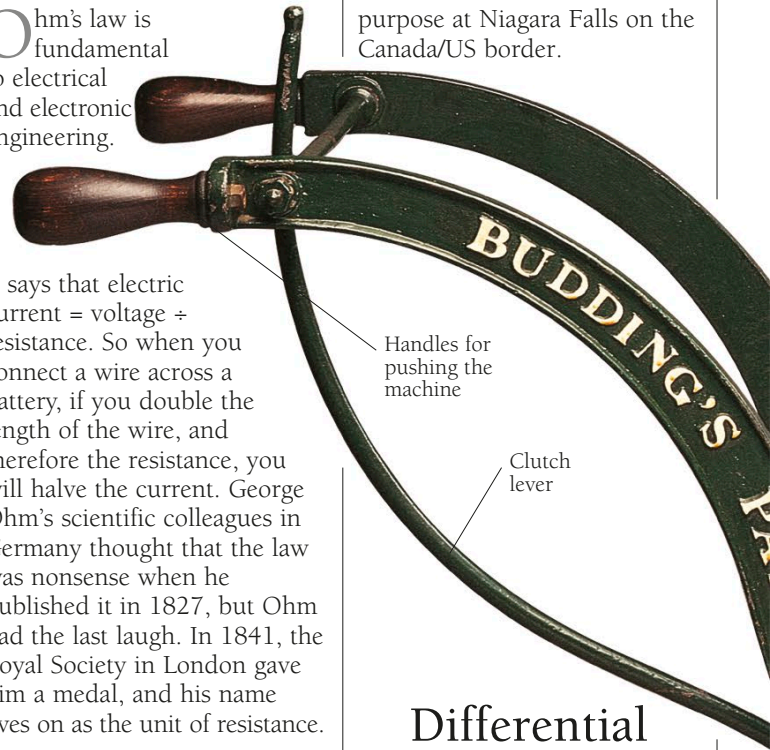 Ohm's law is
fundamental
o electrical
nd electronic
ngineering.
says that electric
urrent = voltage ÷
esistance. So when you
onnect a wire across a
attery, if you double the
ength of the wire, and
herefore the resistance, you
ill halve the current. George
Ohm's scientific colleagues in
ermany thought that the law
as nonsense when he
ublished it in 1827, but Ohm
ad the last laugh. In 1841, the
oyal Society in London gave
im a medal, and his name
ves on as the unit of resistance.
purpose at Niagara Falls on the
Canada/US border.
BUDDING'S PA
Handles for
pushing the
machine
Clutch
lever
Differential